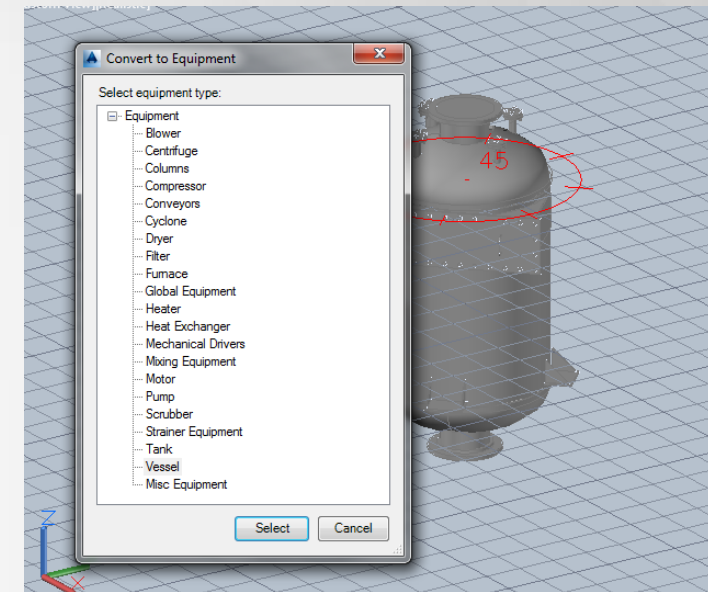 Convert to Equipment
Select equipment type:
Equipment
Blower
Centrifuge
Columns
Compressor
Conveyors
Cyclone
Dryer
Filter
Furnace
Global Equipment
Heater
Heat Exchanger
Mechanical Drivers
Mixing Equipment
Motor
Pump
Scrubber
Strainer Equipment
Tank
Vessel
Misc Equipment
Select
Cancel
45
Z
X